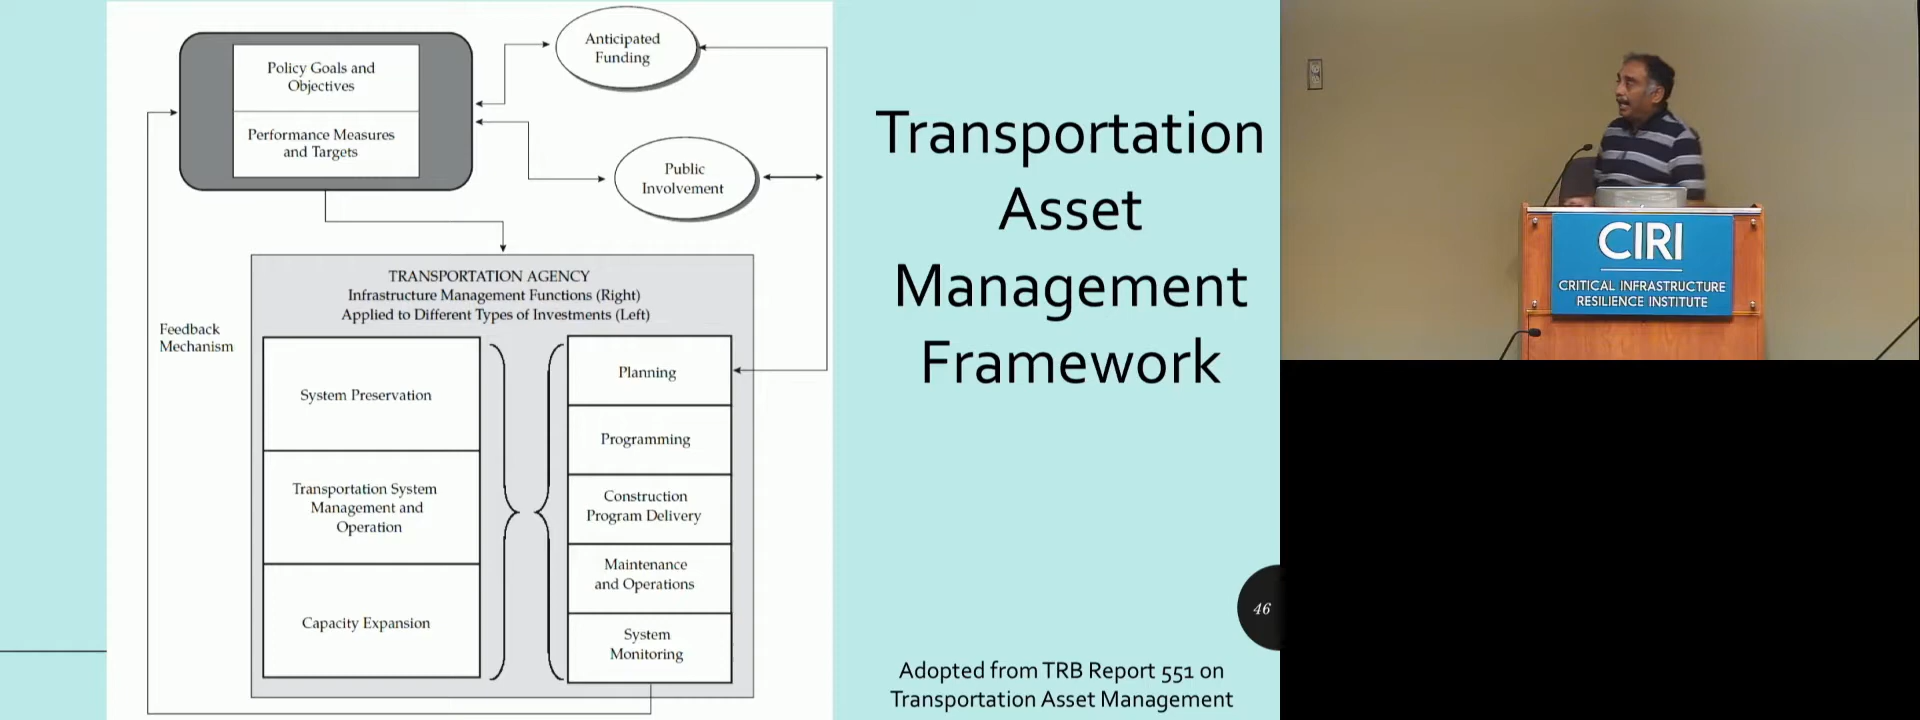 Policy Goals and
Objectives
Performance Measures
and Targets
Anticipated
Funding
Public
Involvement
Feedback
Mechanism
TRANSPORTATION AGENCY
Infrastructure Management Functions (Right)
Applied to Different Types of Investments (Left)
System Preservation
Transportation System
Management and
Operation
Capacity Expansion
Planning
Programming
Construction
Program Delivery
Maintenance
and Operations
System
Monitoring
Transportation
Asset
Management
Framework
46
Adopted from TRB Report 551 on
Transportation Asset Management
CIRI
CRITICAL INFRASTRUCTURE
RESILIENCE INSTITUTE